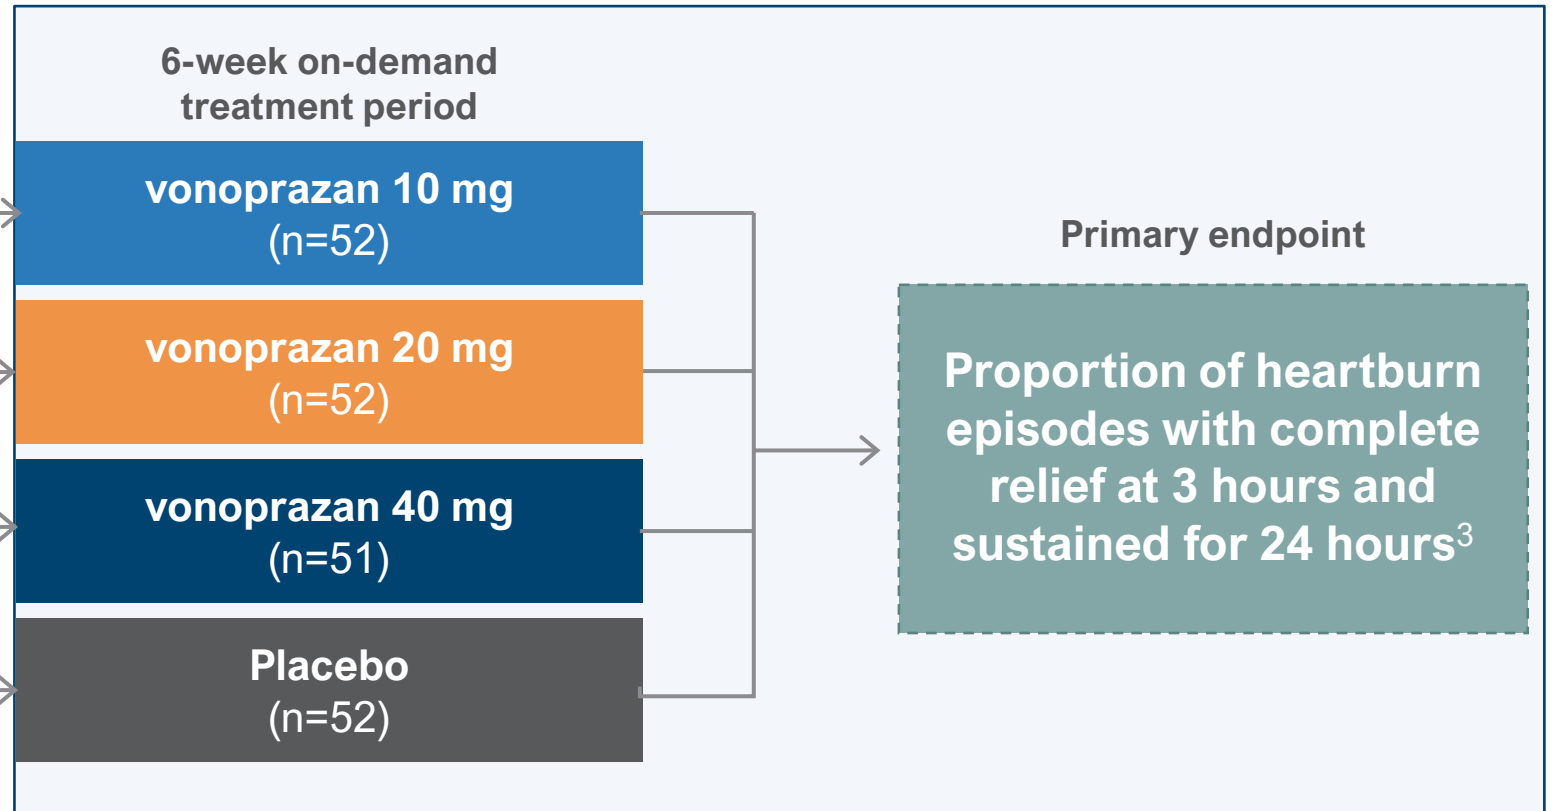 6-week on-demand
treatment period
vonoprazan 10 mg
(n=52)
vonoprazan 20 mg
(n=52)
vonoprazan 40 mg
(n=51)
Placebo
(n=52)
Primary endpoint
Proportion of heartburn
episodes with complete
relief at 3 hours and
sustained for 24 hours³